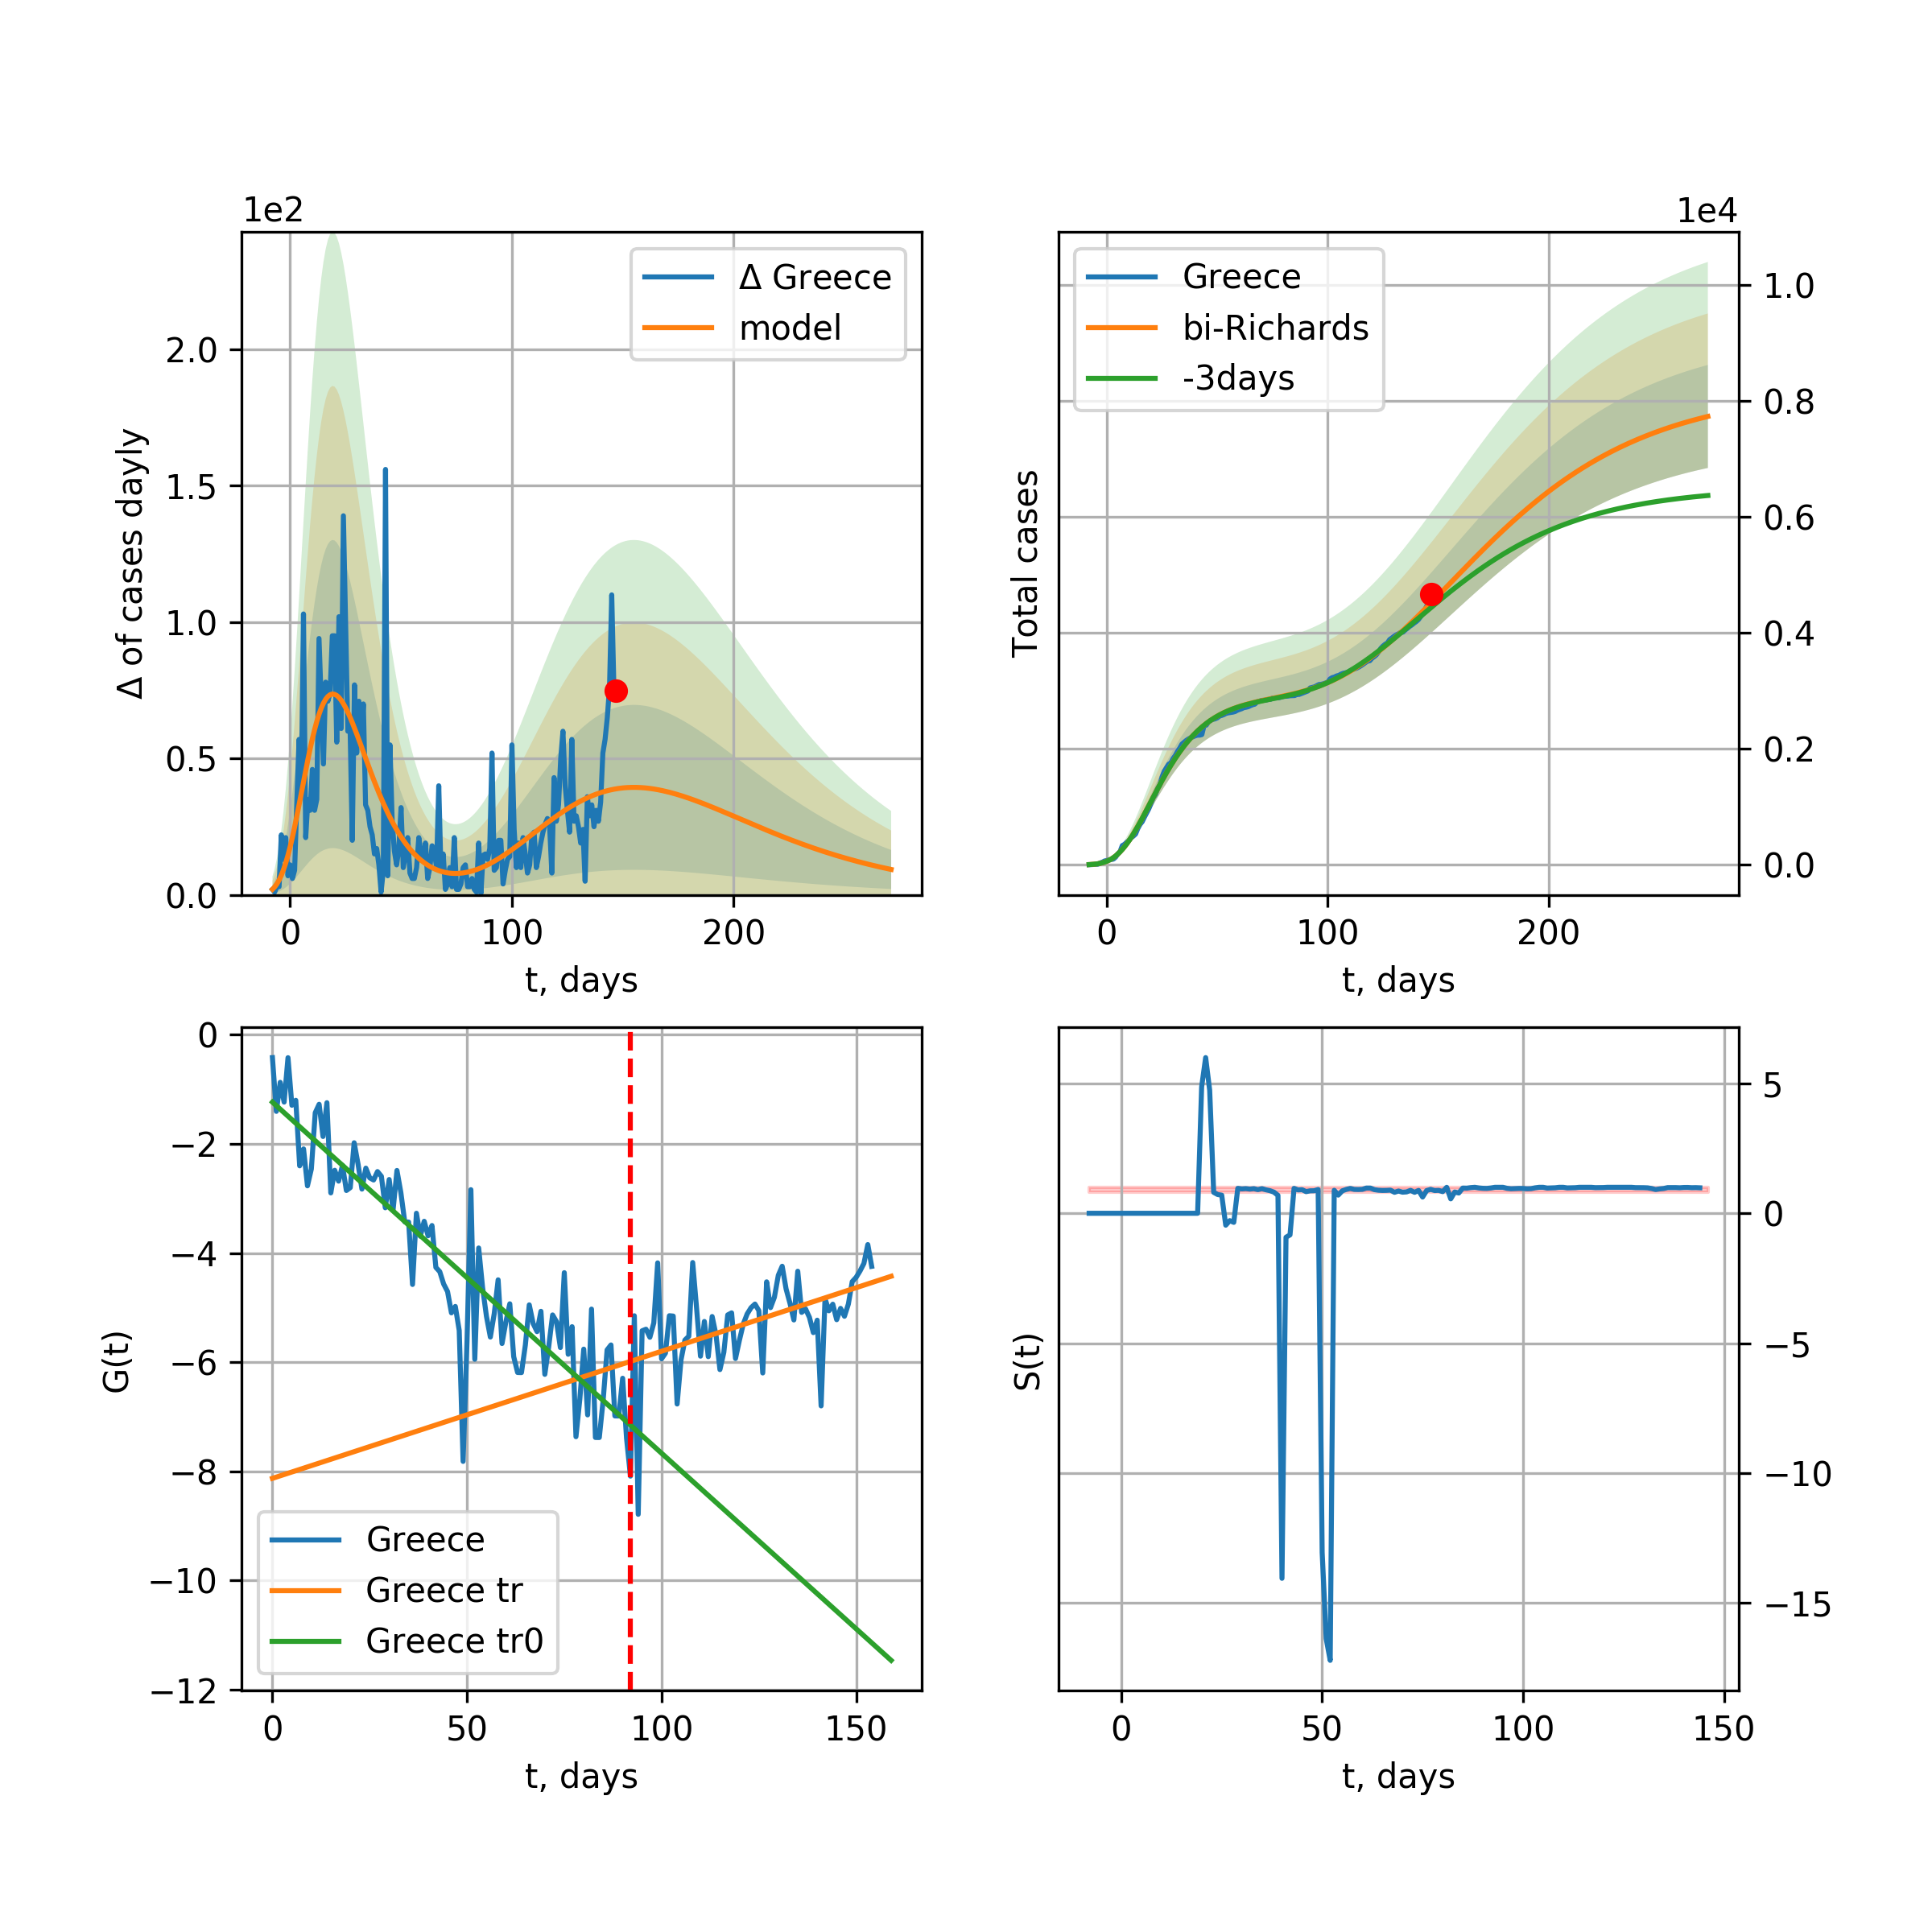 1e2
Δ of cases dayly
2.0
1.5
1.0
0.5
0.0
0 100 200
t, days
Δ Greece
model
1e4
Total cases
1.0
0.8
0.6
0.4
0.2
0.0
0 100 200
t, days
Greece
bi-Richards
-3days
G(t)
0
−2
−4
−6
−8
−10
−12
0 50 100 150
t, days
Greece
Greece tr
Greece tr0
S(t)
5
0
−5
−10
−15
0 50 100 150
t, days